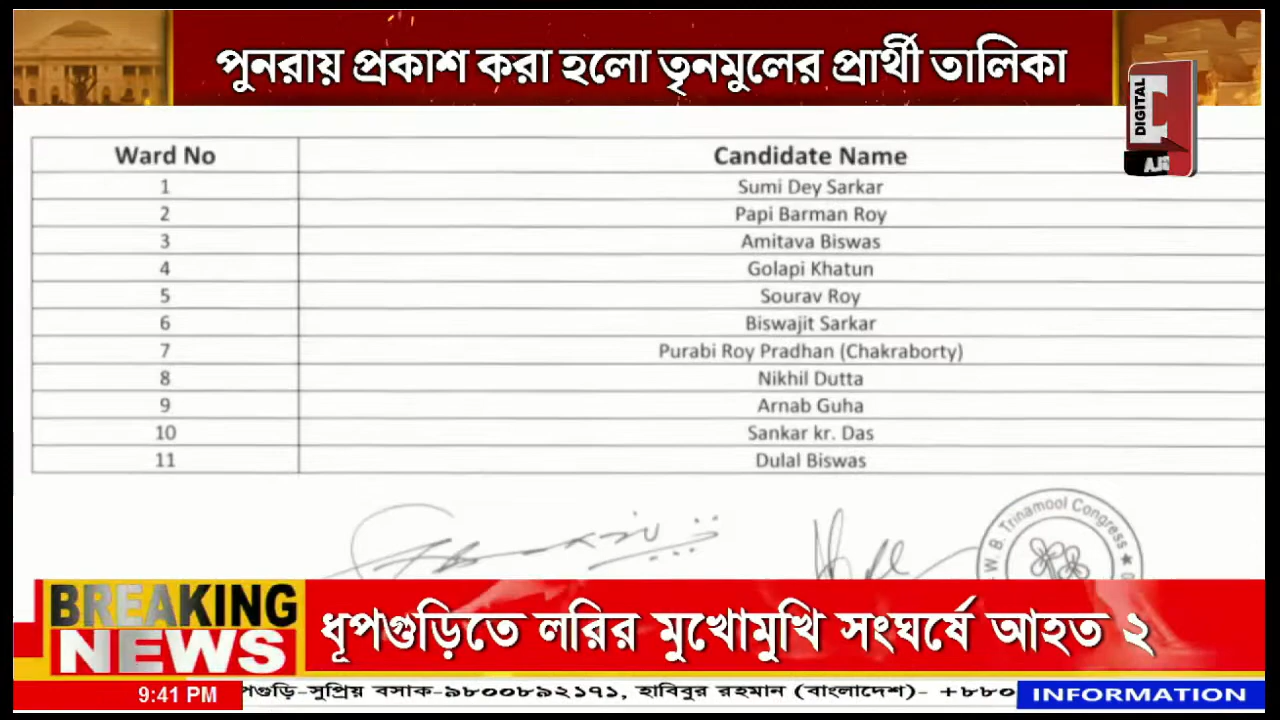 পুনরায় প্রকাশ করা হলো তৃনমুলের প্রার্থী তালিকা
DIGITAL
Ward No Candidate Name
1 Sumi Dey Sarkar
2 Papi Barman Roy
3 Amitava Biswas
4 Golapi Khatun
5 Sourav Roy
6 Biswajit Sarkar
7 Purabi Roy Pradhan (Chakraborty)
8 Nikhil Dutta
9 Arnab Guha
10 Sankar kr. Das
11 Dulal Biswas
W. B. Trinamool Congress
BREAKING NEWS
ধূপগুড়িতে লরির মুখোমুখি সংঘর্ষে আহত ২
9:41 PM পগুড়ি-সুপ্রিয় বসাক-৯৮০০৮৯২১৭১, হাবিবুর রহমান (বাংলাদেশ)- +৮৮০ INFORMATION